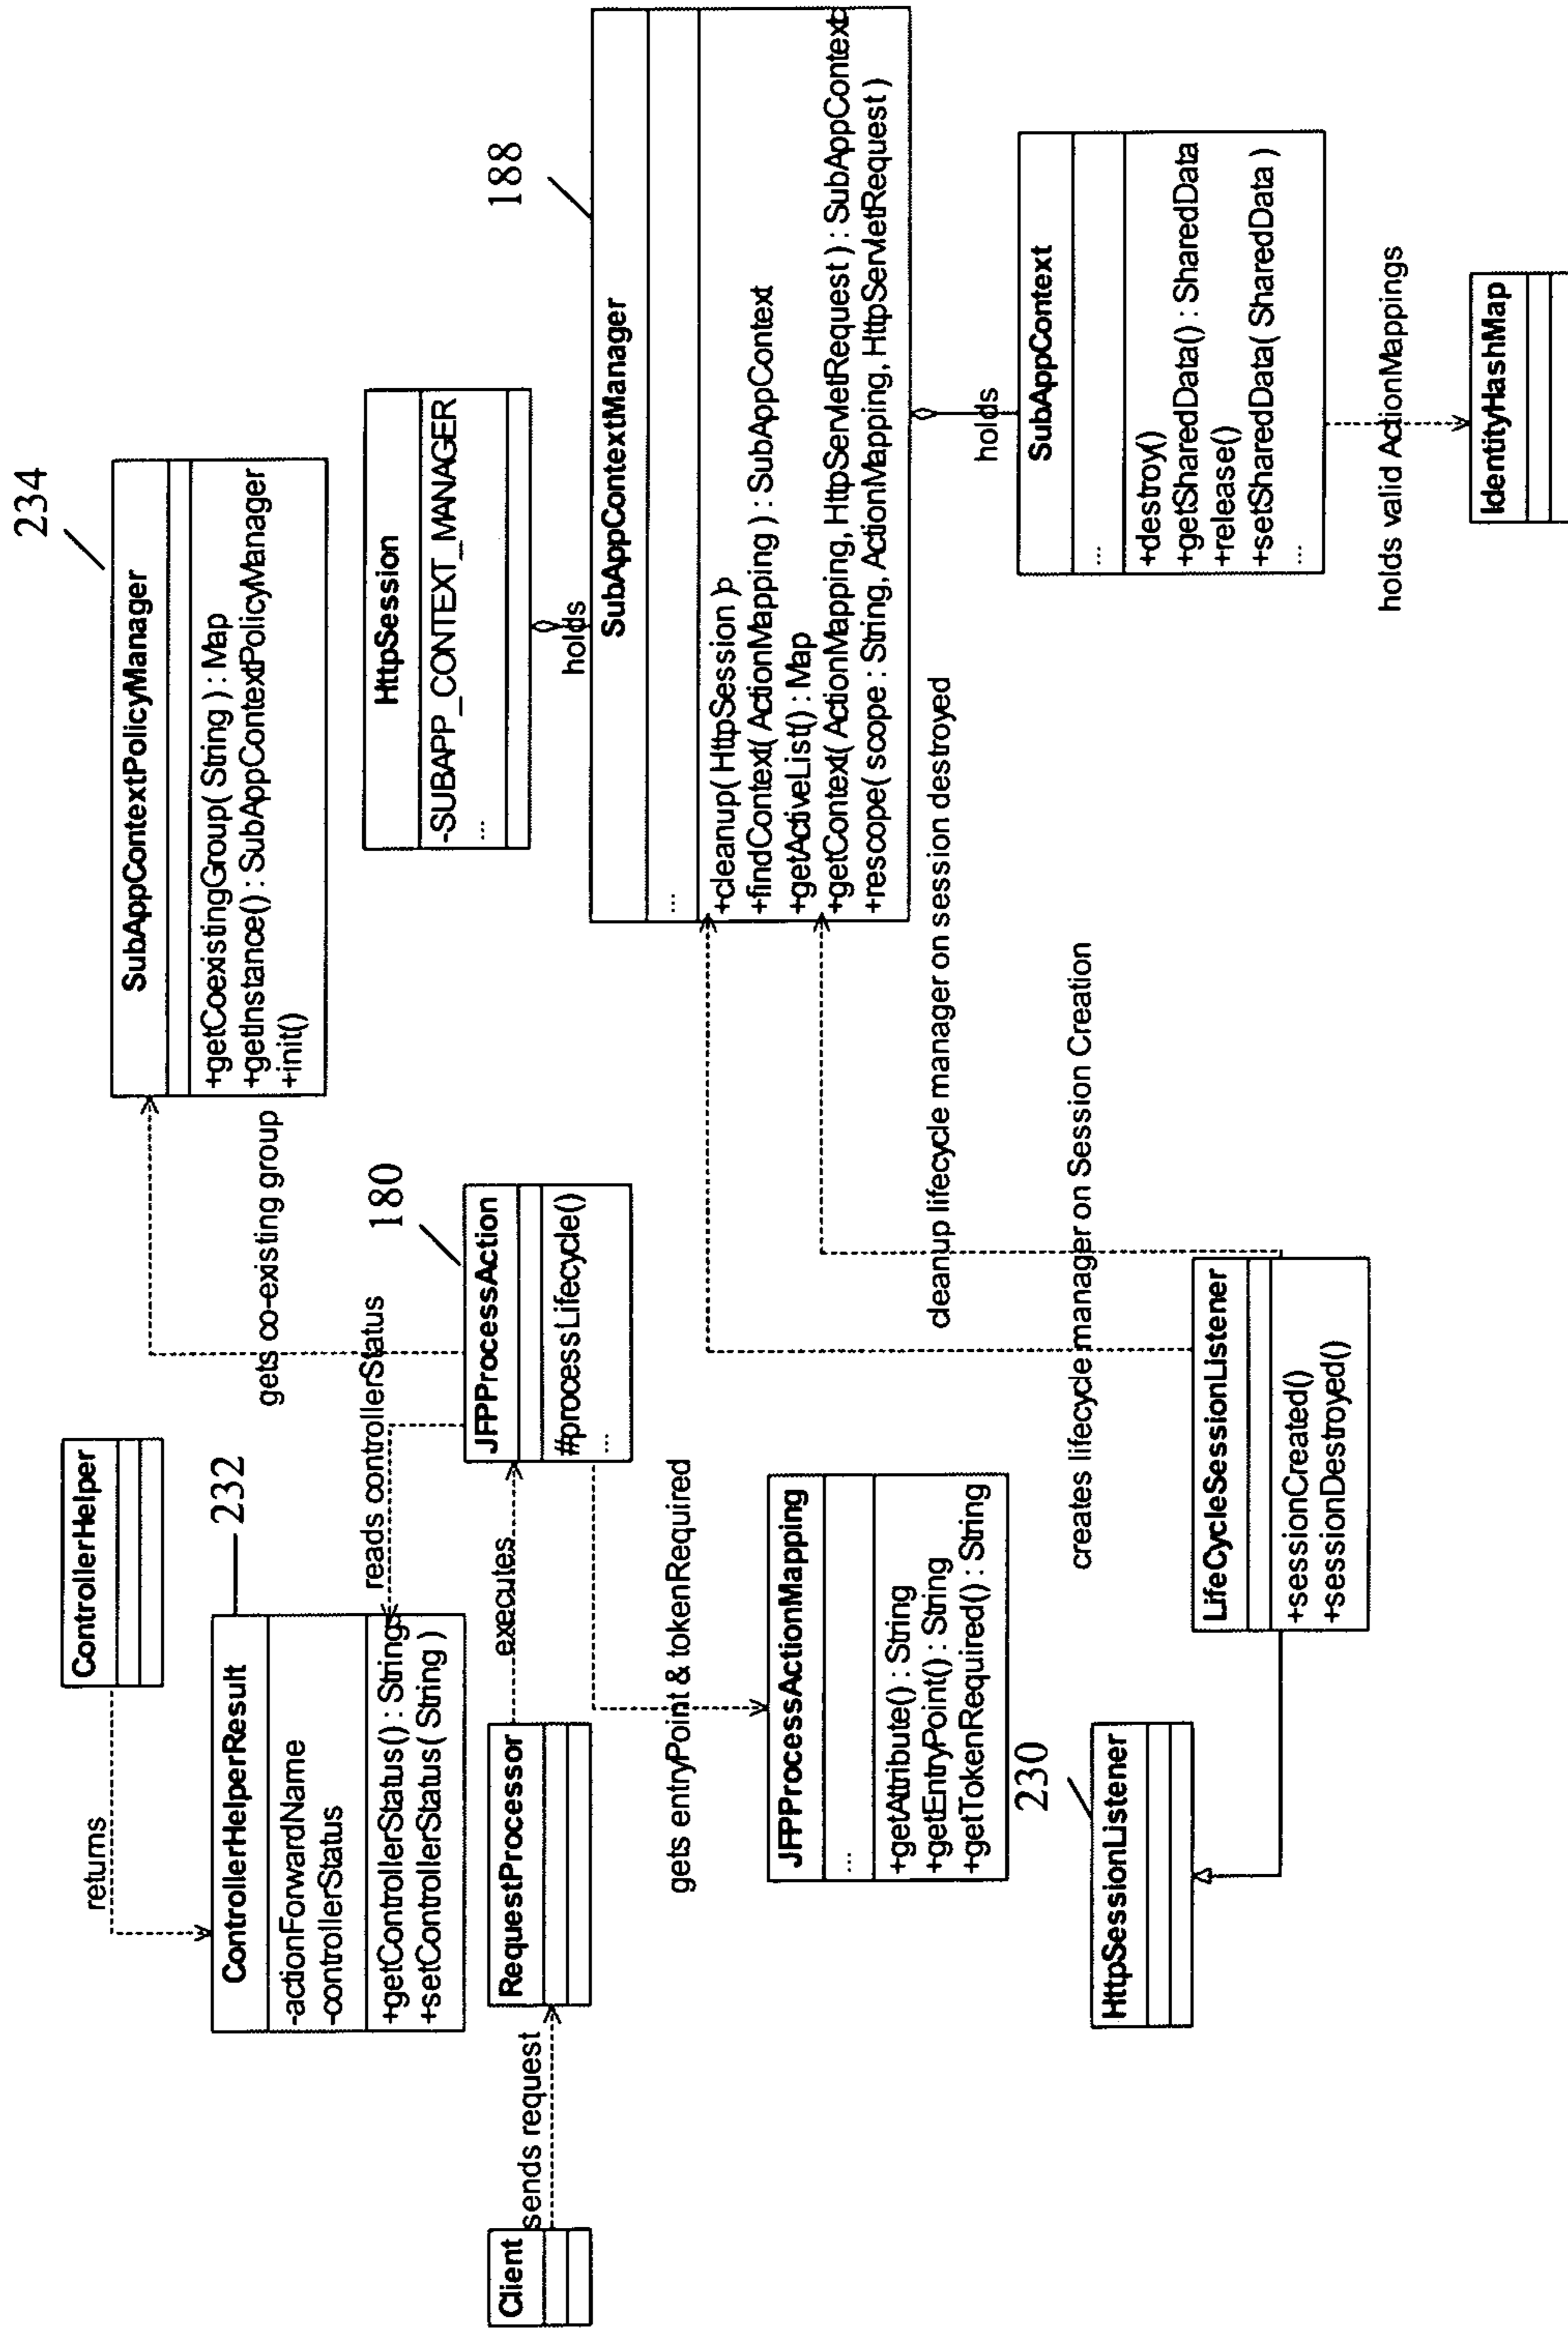 ControllerHelper
returns
232
ControllerHelperResult
-actionForwardName
-controllerStatus
+getControllerStatus() : String
+setControllerStatus( String )
reads controllerStatus
gets co-existing group
234
SubAppContextPolicyManager
+getCoexistingGroup( String ) : Map
+getInstance() : SubAppContextPolicyManager
+init()
HttpSession
-SUBAPP_CONTEXT_MANAGER
...
holds
Client
sends request
RequestProcessor
executes
180
JFPProcessAction
#processLifecycle()
...
188
SubAppContextManager
...
+cleanup( HttpSession )
+findContext( ActionMapping ) : SubAppContext
+getActiveList() : Map
+getContext( ActionMapping, HttpServletRequest ) : SubAppContext
+rescope( scope : String, ActionMapping, HttpServletRequest )
gets entryPoint & tokenRequired
JFPProcessActionMapping
...
+getAttribute() : String
+getEntryPoint() : String
+getTokenRequired() : String
cleanup lifecycle manager on session destroyed
holds
creates lifecycle manager on Session Creation
230
HttpSessionListener
LifeCycleSessionListener
+sessionCreated()
+sessionDestroyed()
SubAppContext
...
+destroy()
+getSharedData() : SharedData
+release()
+setSharedData( SharedData )
...
holds valid ActionMappings
IdentityHashMap